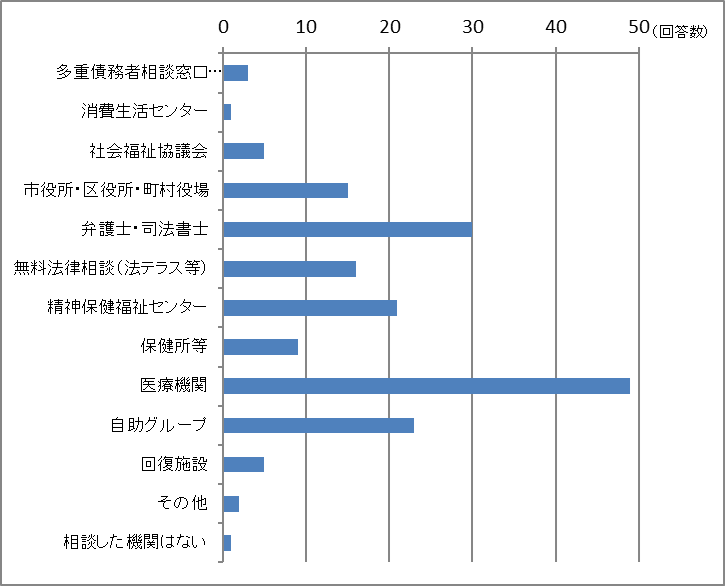 0 10 20 30 40 50 (回答数)
多重債務者相談窓口…
消費生活センター
社会福祉協議会
市役所・区役所・町村役場
弁護士・司法書士
無料法律相談（法テラス等）
精神保健福祉センター
保健所等
医療機関
自助グループ
回復施設
その他
相談した機関はない